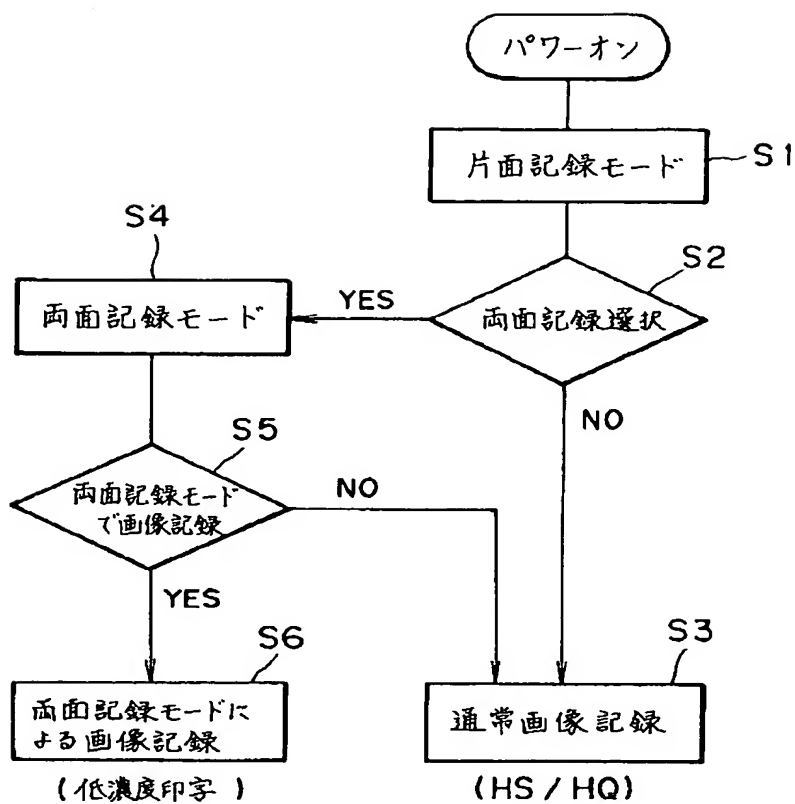 パワーオン
片面記録モード
S1
S2
両面記録選択
YES
NO
S4
両面記録モード
S5
両面記録モード
で画像記録
NO
YES
S6
両面記録モードに
よる画像記録
(低濃度印字)
S3
通常画像記録
(HS / HQ)